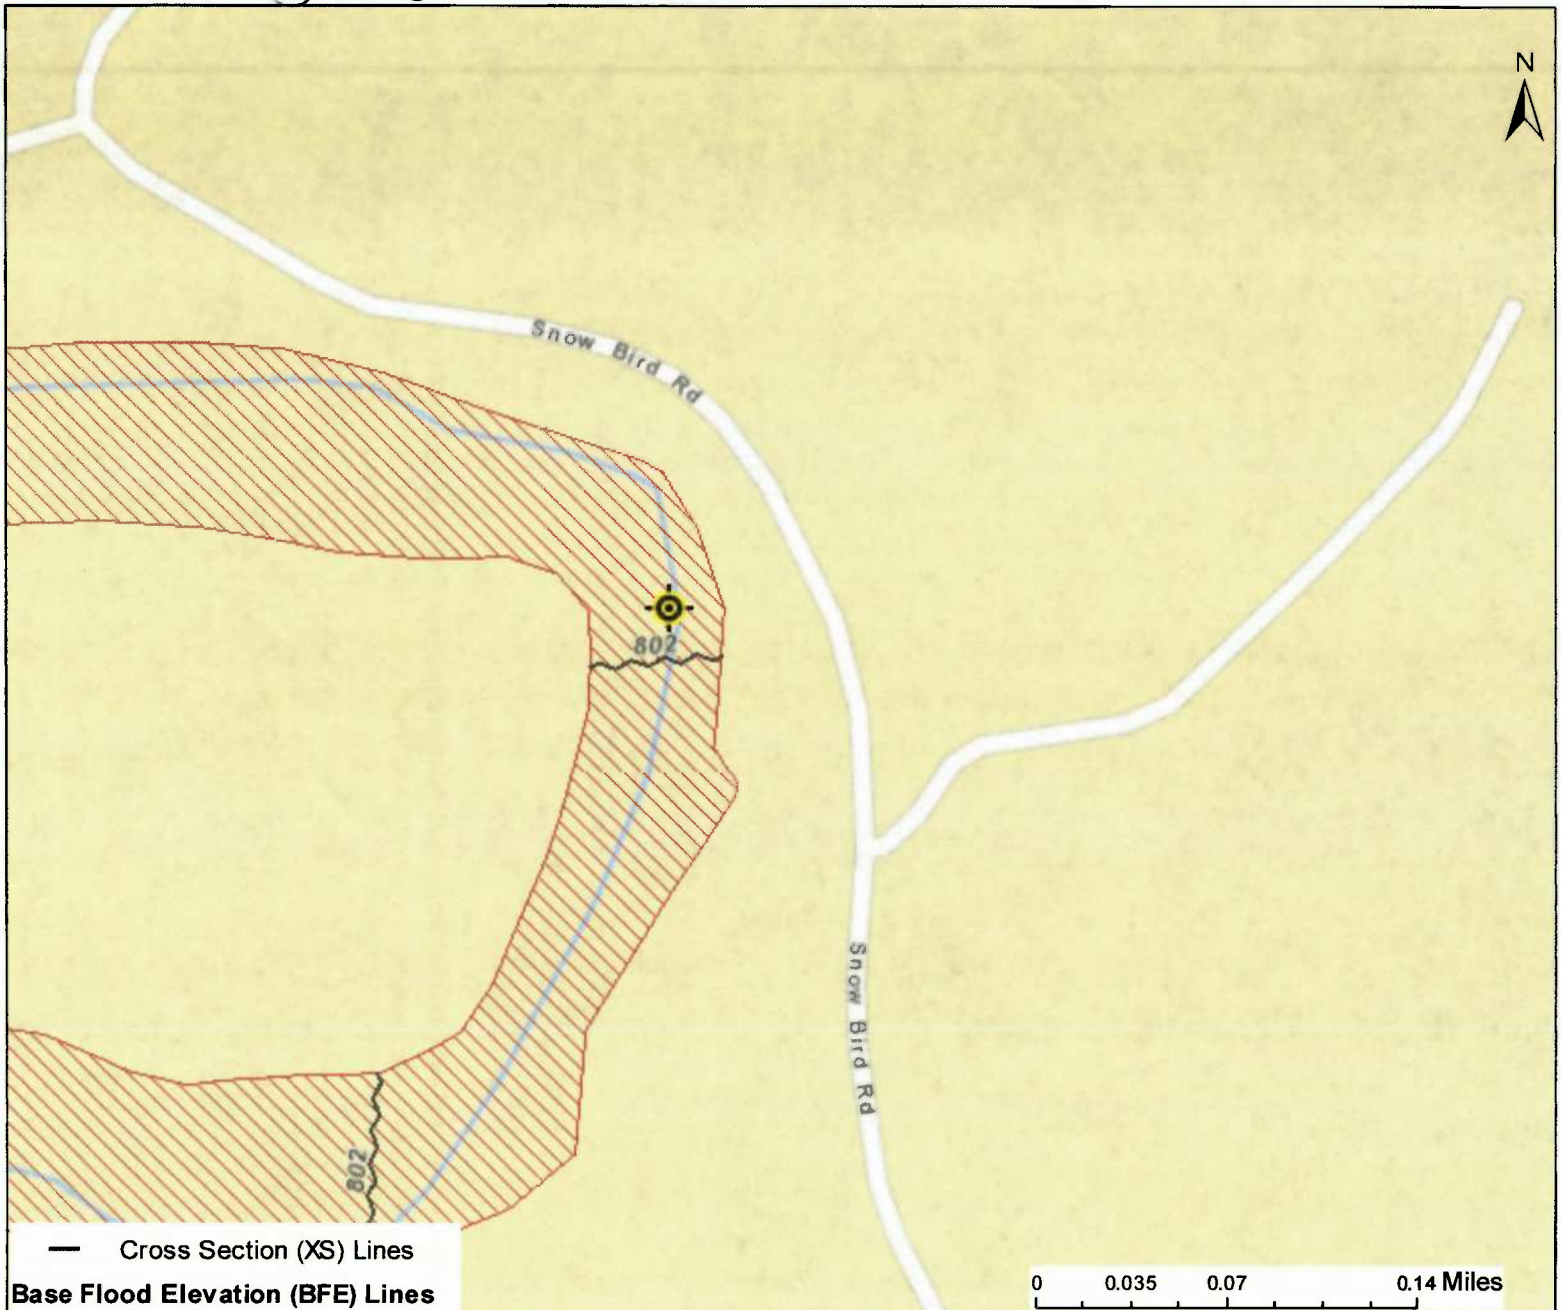 N
Snow Bird Rd
802
Snow Bird Rd
802
Cross Section (XS) Lines
Base Flood Elevation (BFE) Lines
0 0.035 0.07 0.14 Miles